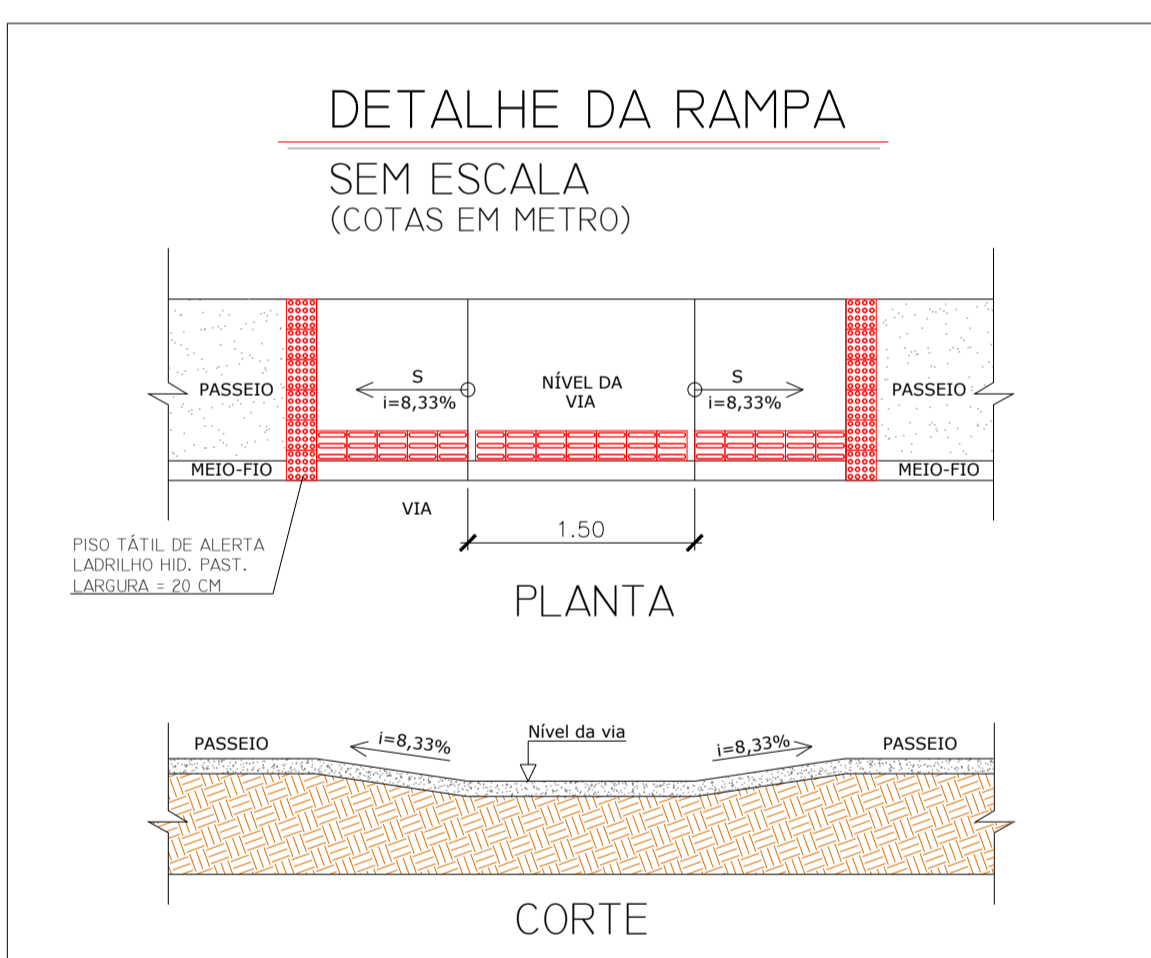 DETALHE DA RAMPA
SEM ESCALA
(COTAS EM METRO)
PASSEIO
S
i=8,33%
NÍVEL DA
VIA
S
i=8,33%
PASSEIO
MEIO-FIO
MEIO-FIO
VIA
1.50
PISO TÁTIL DE ALERTA
LADRILHO HID. PAST.
LARGURA = 20 CM
PLANTA
PASSEIO
i=8,33%
Nível da via
i=8,33%
PASSEIO
CORTE